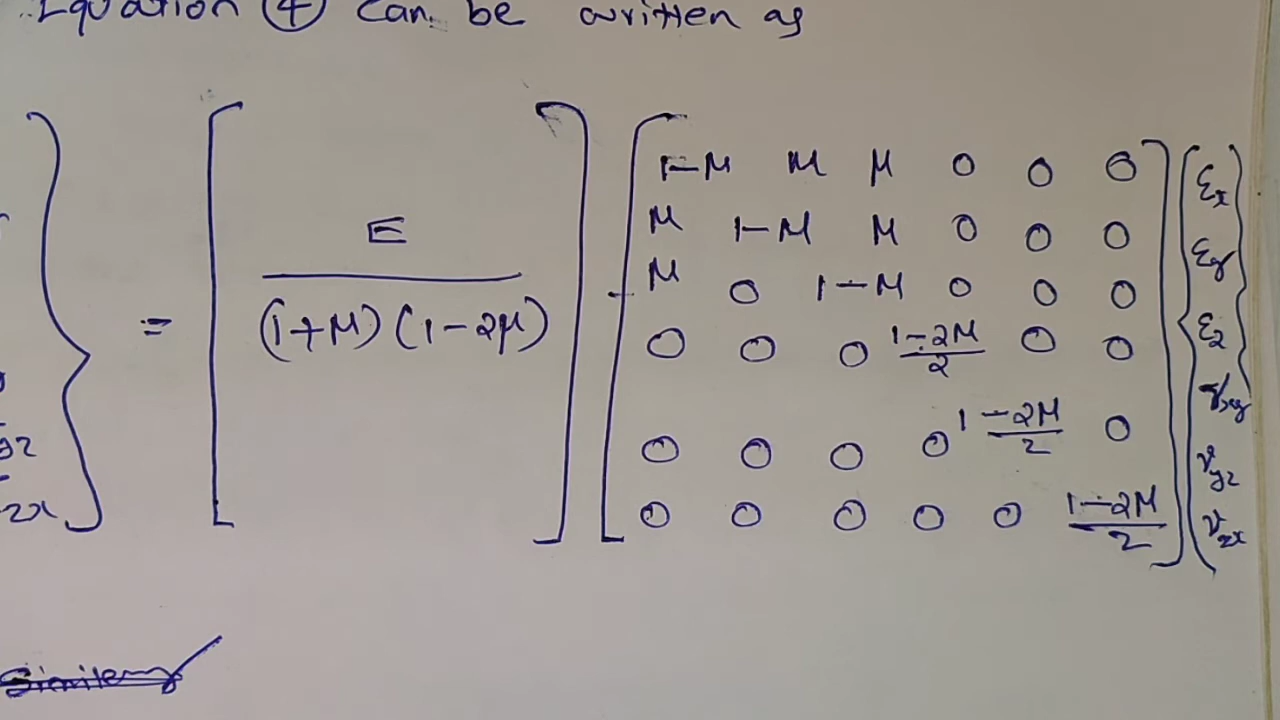 Equation ④ can be written as
= [ E / (1+μ) (1-2μ) ] [ 1-μ μ μ 0 0 0 ] { εx }
μ 1-μ μ 0 0 0 εy
μ 0 1-μ 0 0 0 εz
0 0 0 1-2μ/2 0 0 γxy
yz 0 0 0 0 1-2μ/2 0 γyz
zx 0 0 0 0 0 1-2μ/2 γzx